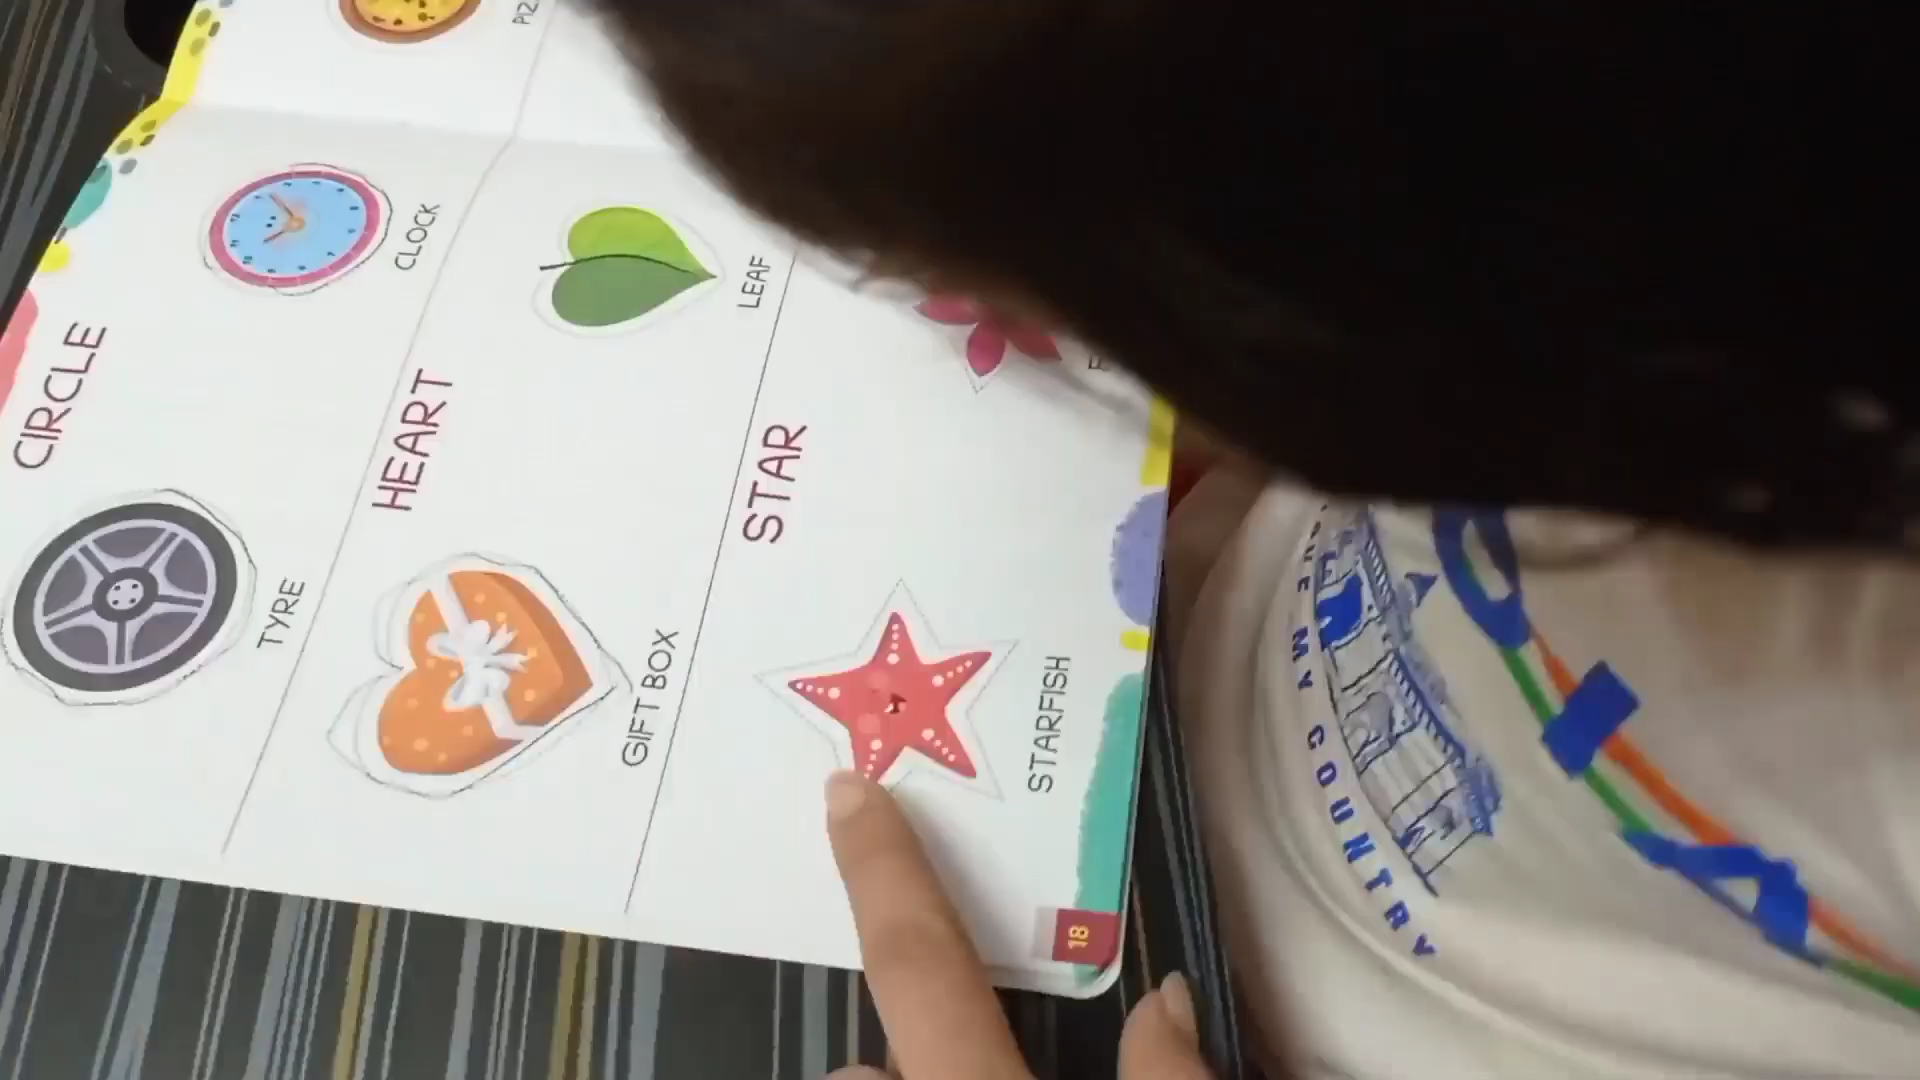 CIRCLE
TYRE
CLOCK
HEART
GIFT BOX
LEAF
STAR
STARFISH
18
MY COUNTRY